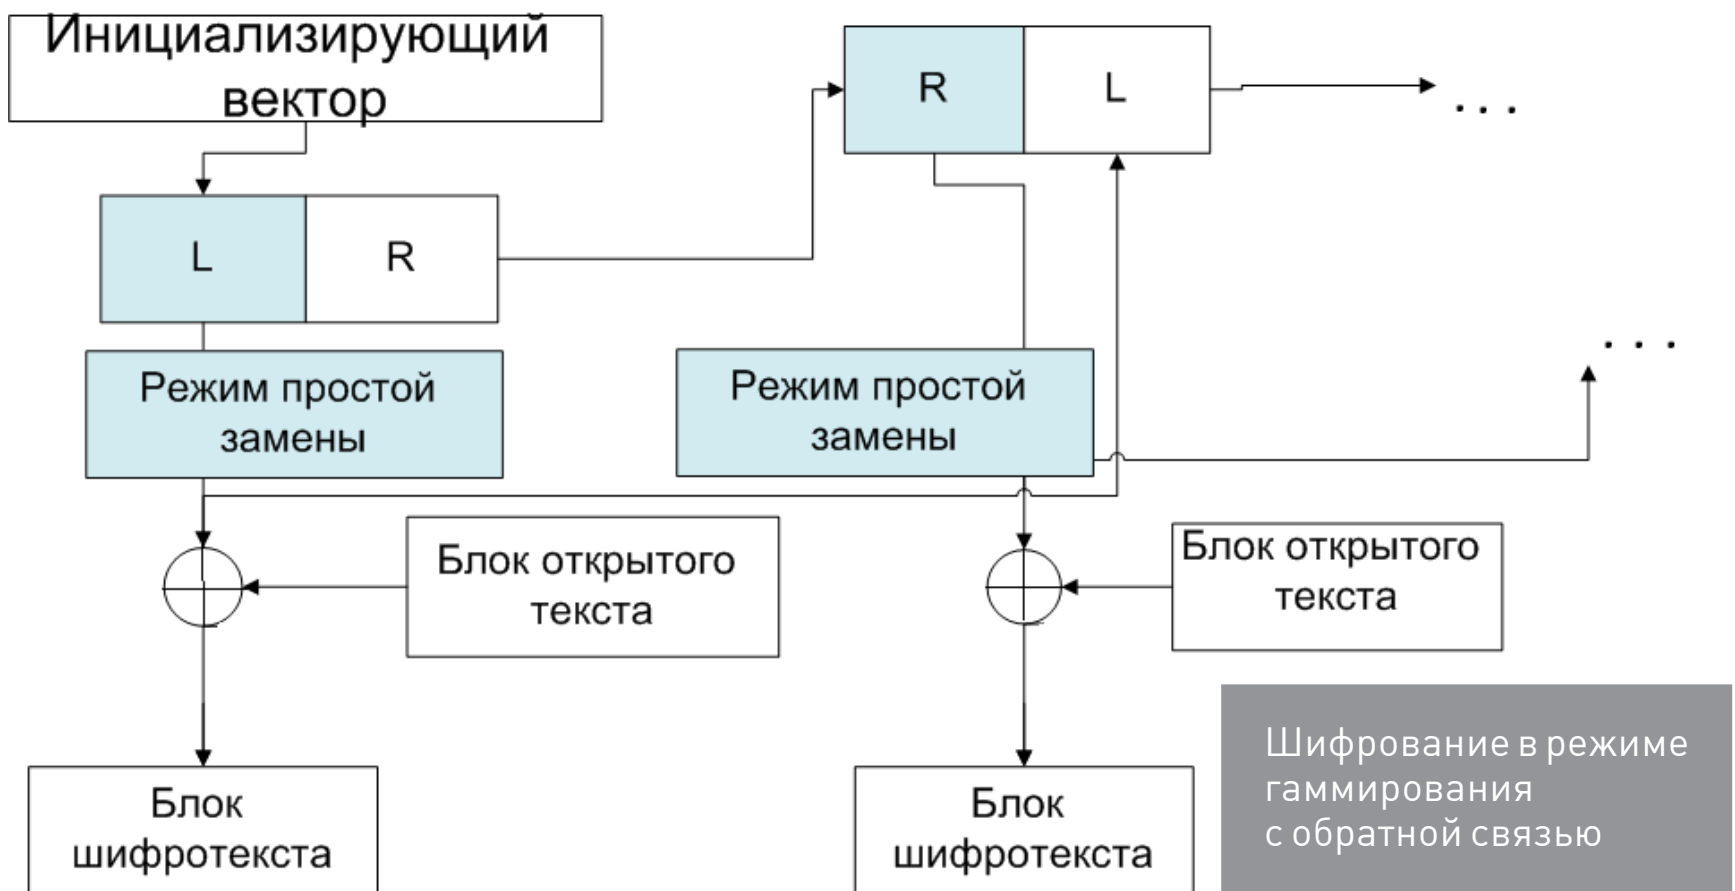 Инициализирующий
вектор
R
L
. . .
L
R
. . .
Режим простой
замены
Режим простой
замены
Блок открытого
текста
Блок открытого
текста
Блок
шифротекста
Блок
шифротекста
Шифрование в режиме
гаммирования
с обратной связью